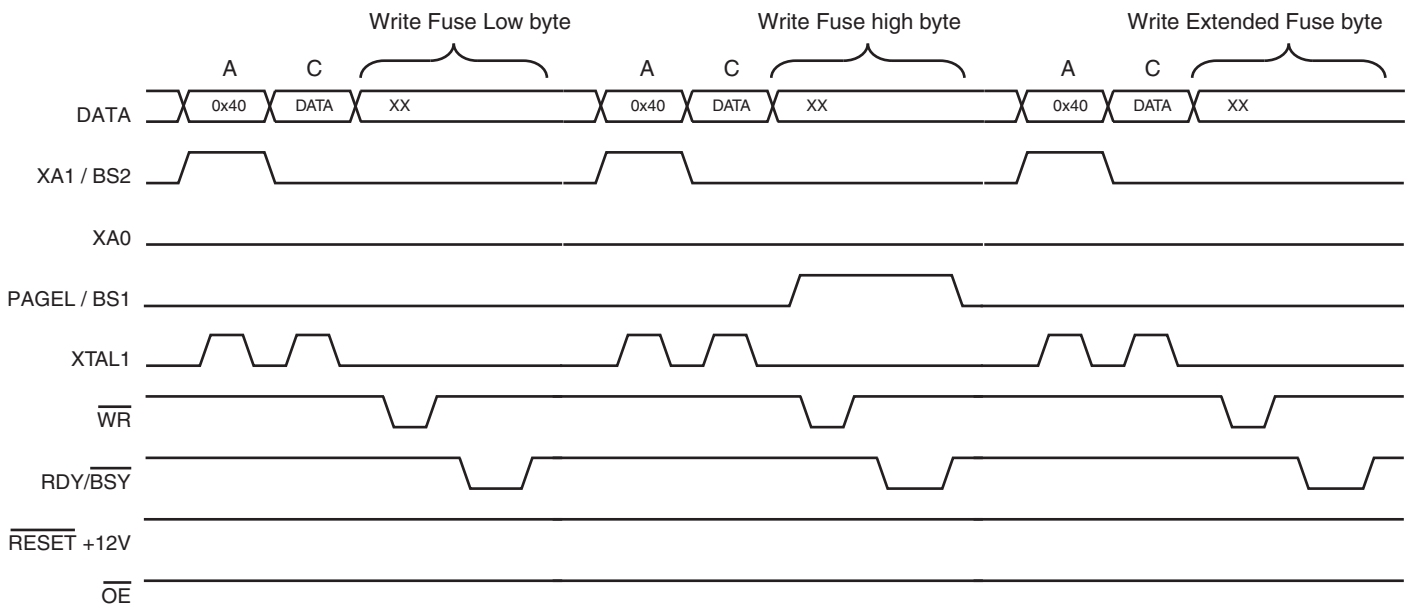 Write Fuse Low byte Write Fuse high byte Write Extended Fuse byte
A C A C A C
DATA 0x40 DATA XX 0x40 DATA XX 0x40 DATA XX
XA1 / BS2
XA0
PAGEL / BS1
XTAL1
WR
RDY/BSY
RESET +12V
OE